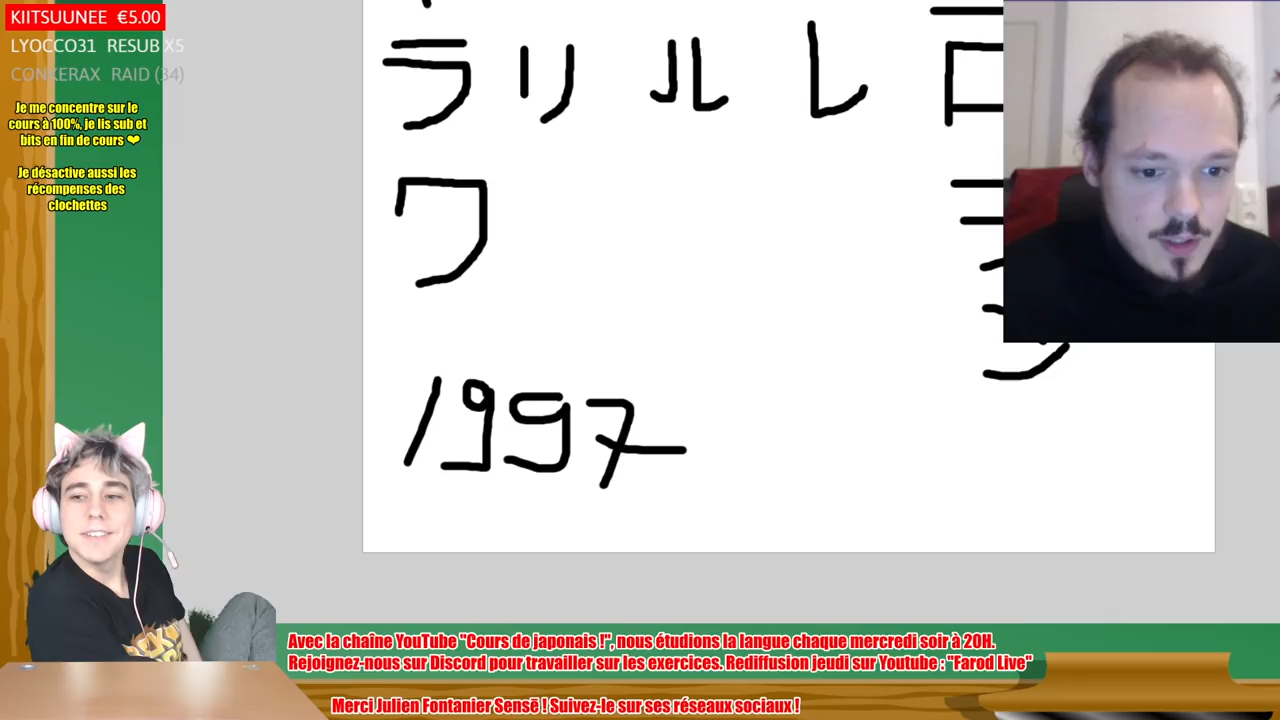 KIITSUUNEE €5.00
LYOCCO31 RESUB X5
CONKERAX RAID (34)
Je me concentre sur le
cours à 100%, je lis sub et
bits en fin de cours ❤
Je désactive aussi les
récompenses des
clochettes
ラ リ ル レ ロ
ワ
1997
Avec la chaîne YouTube "Cours de japonais !", nous étudions la langue chaque mercredi soir à 20H.
Rejoignez-nous sur Discord pour travailler sur les exercices. Rediffusion jeudi sur Youtube : "Farod Live"
Merci Julien Fontanier Sensē ! Suivez-le sur ses réseaux sociaux !